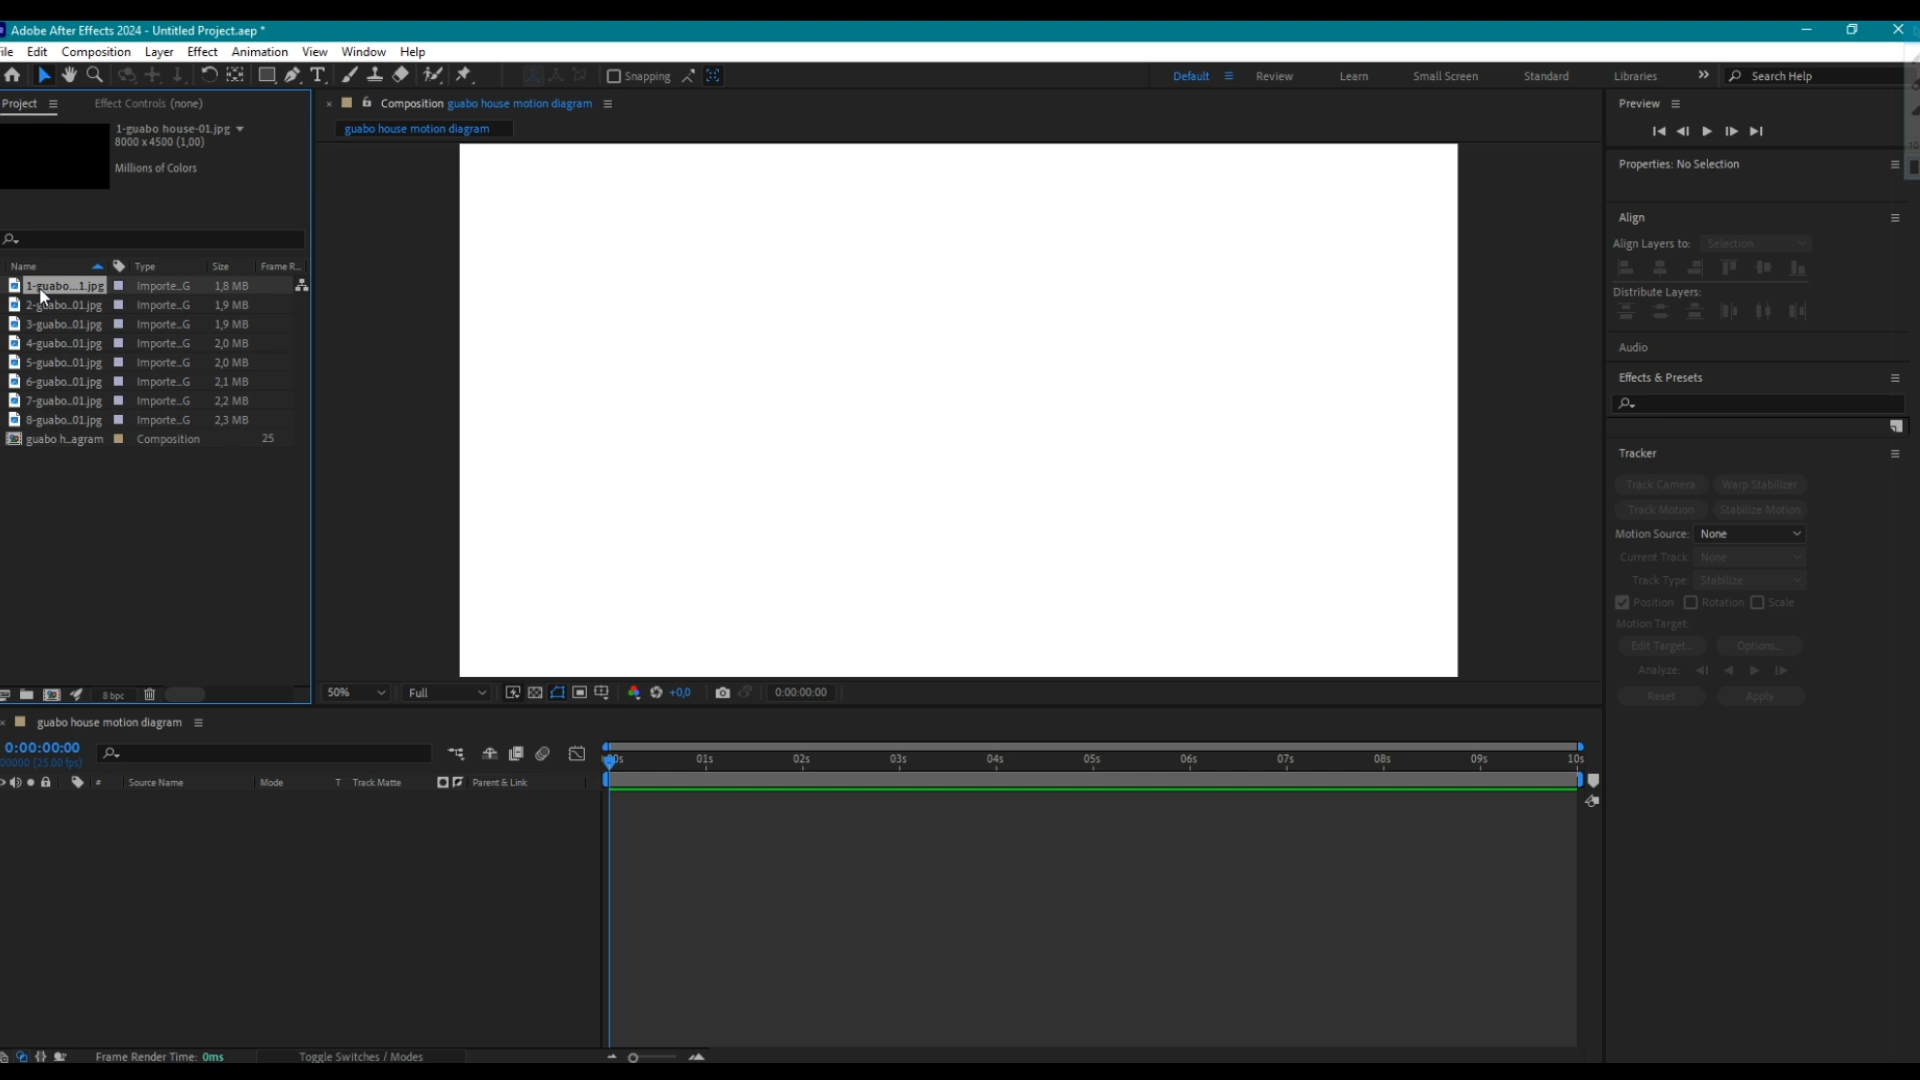 Adobe After Effects 2024 - Untitled Project.aep *
ile Edit Composition Layer Effect Animation View Window Help
Snapping Default Review Learn Small Screen Standard Libraries Search Help
Project Effect Controls (none) Composition guabo house motion diagram Preview
guabo house motion diagram
1-guabo house-01.jpg
8000 x 4500 (1,00)
Millions of Colors
Properties: No Selection
Align
Align Layers to: Selection
Distribute Layers:
Name Type Size Frame R...
1-guabo...1.jpg Importe...G 1,8 MB
2-guabo...01.jpg Importe...G 1,9 MB
3-guabo...01.jpg Importe...G 1,9 MB
4-guabo...01.jpg Importe...G 2,0 MB
5-guabo...01.jpg Importe...G 2,0 MB
6-guabo...01.jpg Importe...G 2,1 MB
7-guabo...01.jpg Importe...G 2,2 MB
8-guabo...01.jpg Importe...G 2,3 MB
guabo h...agram Composition 25
Audio
Effects & Presets
Tracker
Track Camera Warp Stabilizer
Track Motion Stabilize Motion
Motion Source: None
Current Track: None
Track Type: Stabilize
Position Rotation Scale
Motion Target:
Edit Target... Options...
Analyze:
Reset Apply
8 bpc 50% Full +0,0 0:00:00:00
guabo house motion diagram
0:00:00:00
00000 (25.00 fps)
00s 01s 02s 03s 04s 05s 06s 07s 08s 09s 10s
# Source Name Mode T Track Matte Parent & Link
Frame Render Time: 0ms Toggle Switches / Modes